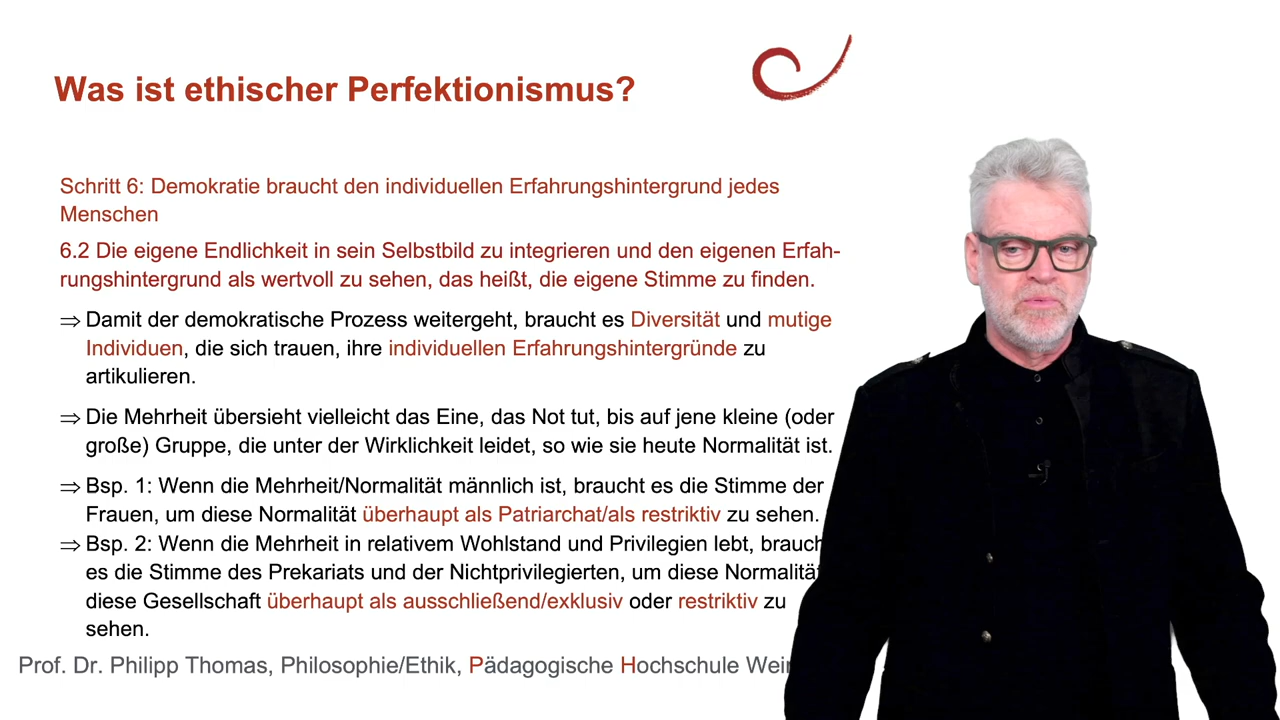 Was ist ethischer Perfektionismus?
Schritt 6: Demokratie braucht den individuellen Erfahrungshintergrund jedes
Menschen
6.2 Die eigene Endlichkeit in sein Selbstbild zu integrieren und den eigenen Erfah-
rungshintergrund als wertvoll zu sehen, das heißt, die eigene Stimme zu finden.
⇒ Damit der demokratische Prozess weitergeht, braucht es Diversität und mutige
Individuen, die sich trauen, ihre individuellen Erfahrungshintergründe zu
artikulieren.
⇒ Die Mehrheit übersieht vielleicht das Eine, das Not tut, bis auf jene kleine (oder
große) Gruppe, die unter der Wirklichkeit leidet, so wie sie heute Normalität ist.
⇒ Bsp. 1: Wenn die Mehrheit/Normalität männlich ist, braucht es die Stimme der
Frauen, um diese Normalität überhaupt als Patriarchat/als restriktiv zu sehen.
⇒ Bsp. 2: Wenn die Mehrheit in relativem Wohlstand und Privilegien lebt,
es die Stimme des Prekariats und der Nichtprivilegierten, um diese Normalität
diese Gesellschaft überhaupt als ausschließend/exklusiv oder restriktiv zu
sehen.
Prof. Dr. Philipp Thomas, Philosophie/Ethik, Pädagogische Hochschule